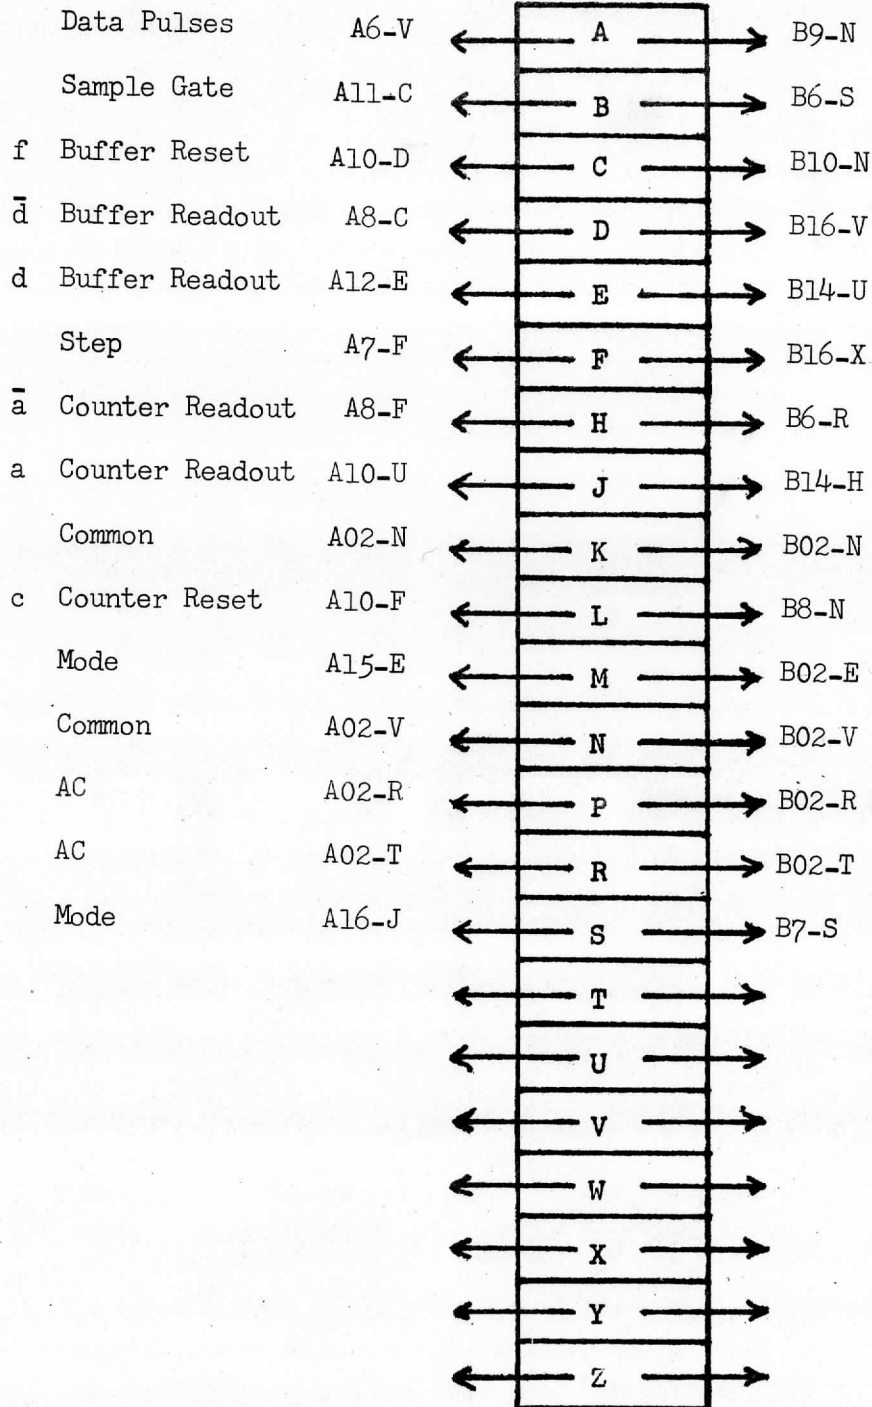 Data Pulses A6-V A B9-N
Sample Gate A11-C B B6-S
f Buffer Reset A10-D C B10-N
d̄ Buffer Readout A8-C D B16-V
d Buffer Readout A12-E E B14-U
Step A7-F F B16-X
ā Counter Readout A8-F H B6-R
a Counter Readout A10-U J B14-H
Common A02-N K B02-N
c Counter Reset A10-F L B8-N
Mode A15-E M B02-E
Common A02-V N B02-V
AC A02-R P B02-R
AC A02-T R B02-T
Mode A16-J S B7-S
T
U
V
W
X
Y
Z